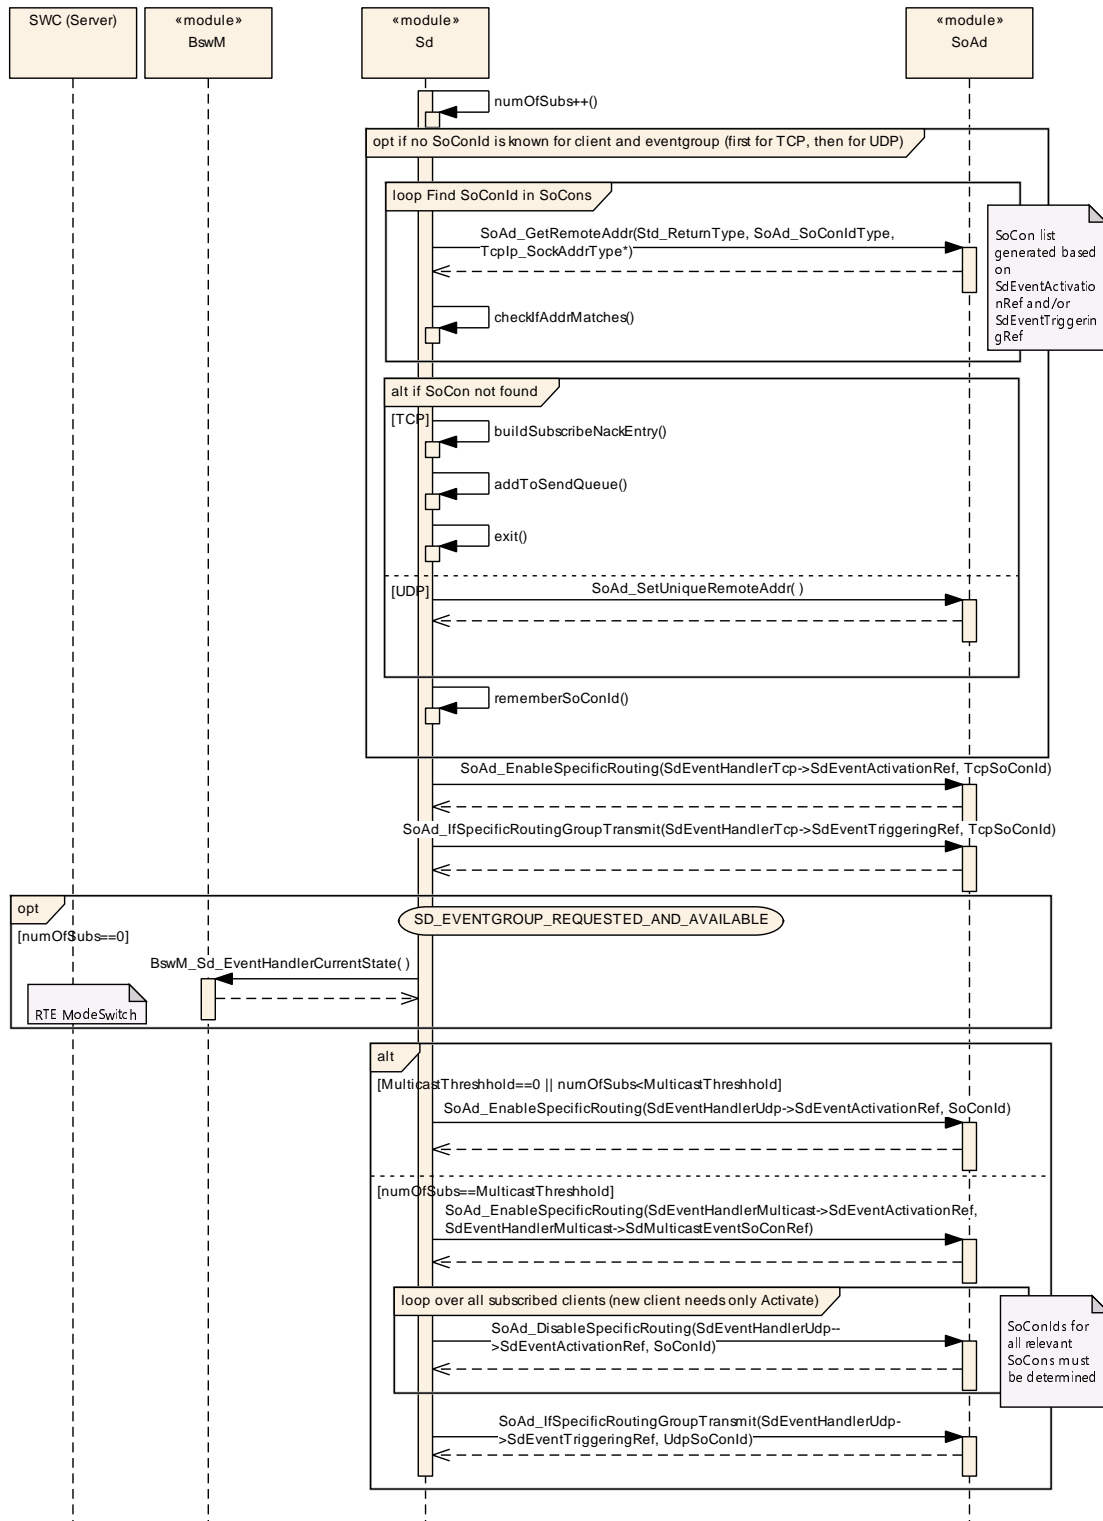 SWC (Server)
«module»
BswM
«module»
Sd
«module»
SoAd
numOfSubs++()
opt if no SoConId is known for client and eventgroup (first for TCP, then for UDP)
loop Find SoConId in SoCons
SoAd_GetRemoteAddr(Std_ReturnType, SoAd_SoConIdType,
TcpIp_SockAddrType*)
SoCon list
generated based
on
SdEventActivatio
nRef and/or
SdEventTriggerin
gRef
checkIfAddrMatches()
alt if SoCon not found
[TCP]
buildSubscribeNackEntry()
addToSendQueue()
exit()
[UDP]
SoAd_SetUniqueRemoteAddr( )
rememberSoConId()
SoAd_EnableSpecificRouting(SdEventHandlerTcp->SdEventActivationRef, TcpSoConId)
SoAd_IfSpecificRoutingGroupTransmit(SdEventHandlerTcp->SdEventTriggeringRef, TcpSoConId)
opt
SD_EVENTGROUP_REQUESTED_AND_AVAILABLE
[numOfSubs==0]
BswM_Sd_EventHandlerCurrentState( )
RTE ModeSwitch
alt
[MulticastThreshhold==0 || numOfSubs<MulticastThreshhold]
SoAd_EnableSpecificRouting(SdEventHandlerUdp->SdEventActivationRef, SoConId)
[numOfSubs==MulticastThreshhold]
SoAd_EnableSpecificRouting(SdEventHandlerMulticast->SdEventActivationRef,
SdEventHandlerMulticast->SdMulticastEventSoConRef)
loop over all subscribed clients (new client needs only Activate)
SoAd_DisableSpecificRouting(SdEventHandlerUdp--
>SdEventActivationRef, SoConId)
SoConIds for
all relevant
SoCons must
be determined
SoAd_IfSpecificRoutingGroupTransmit(SdEventHandlerUdp-
>SdEventTriggeringRef, UdpSoConId)